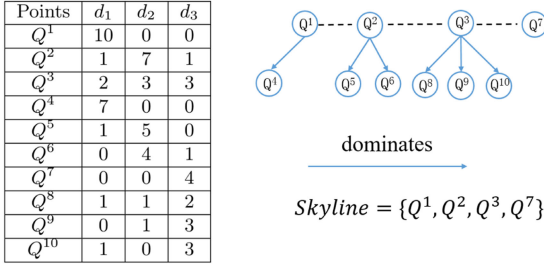 Points d₁ d₂ d₃
Q¹ 10 0 0
Q² 1 7 1
Q³ 2 3 3
Q⁴ 7 0 0
Q⁵ 1 5 0
Q⁶ 0 4 1
Q⁷ 0 0 4
Q⁸ 1 1 2
Q⁹ 0 1 3
Q¹⁰ 1 0 3
Q¹ Q² Q³ Q⁷
Q⁴ Q⁵ Q⁶ Q⁸ Q⁹ Q¹⁰
dominates
Skyline = {Q¹, Q², Q³, Q⁷}